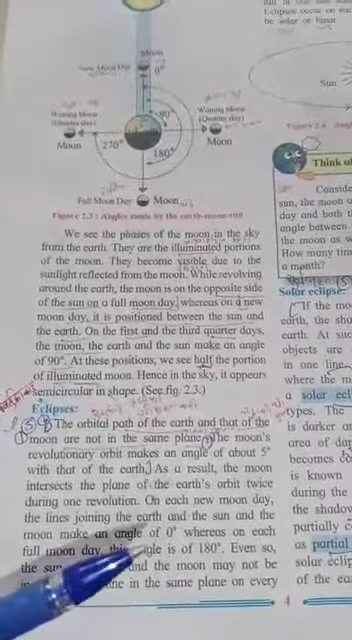 full in one
Eclipses occur on
be solar or lunar
Moon
New Moon Day 0°
90°
Waning Moon
(Quarter day)
Waxing Moon
(Quarter day)
Moon
270°
180°
Moon
Sun
Full Moon Day
Moon
Figure 2.3 : Angles made by the earth-moon-sun
We see the phases of the moon in the sky
from the earth. They are the illuminated portions
of the moon. They become visible due to the
sunlight reflected from the moon. While revolving
around the earth, the moon is on the opposite side
of the sun on a full moon day, whereas on a new
moon day, it is positioned between the sun and
the earth. On the first and the third quarter days,
the moon, the earth and the sun make an angle
of 90°. At these positions, we see half the portion
of illuminated moon. Hence in the sky, it appears
semicircular in shape. (See fig. 2.3.)
Eclipses:
The orbital path of the earth and that of the
moon are not in the same plane. The moon's
revolutionary orbit makes an angle of about 5°
with that of the earth. As a result, the moon
intersects the plane of the earth's orbit twice
during one revolution. On each new moon day,
the lines joining the earth and the sun and the
moon make an angle of 0° whereas on each
full moon day, this angle is of 180°. Even so,
the sun and the moon may not be
in the same plane on every
Figure 2.4
Think of
Conside
sun, the moon a
day and both t
angle between
the moon as w
How many tim
a month?
Solar eclipse:
If the mo
earth, the sha
earth. At suc
objects are
in one line
where the m
a solar ecl
types. The
is darker a
area of da
becomes co
is known
during the
the shadow
partially c
as partial
solar eclip
of the ea
4